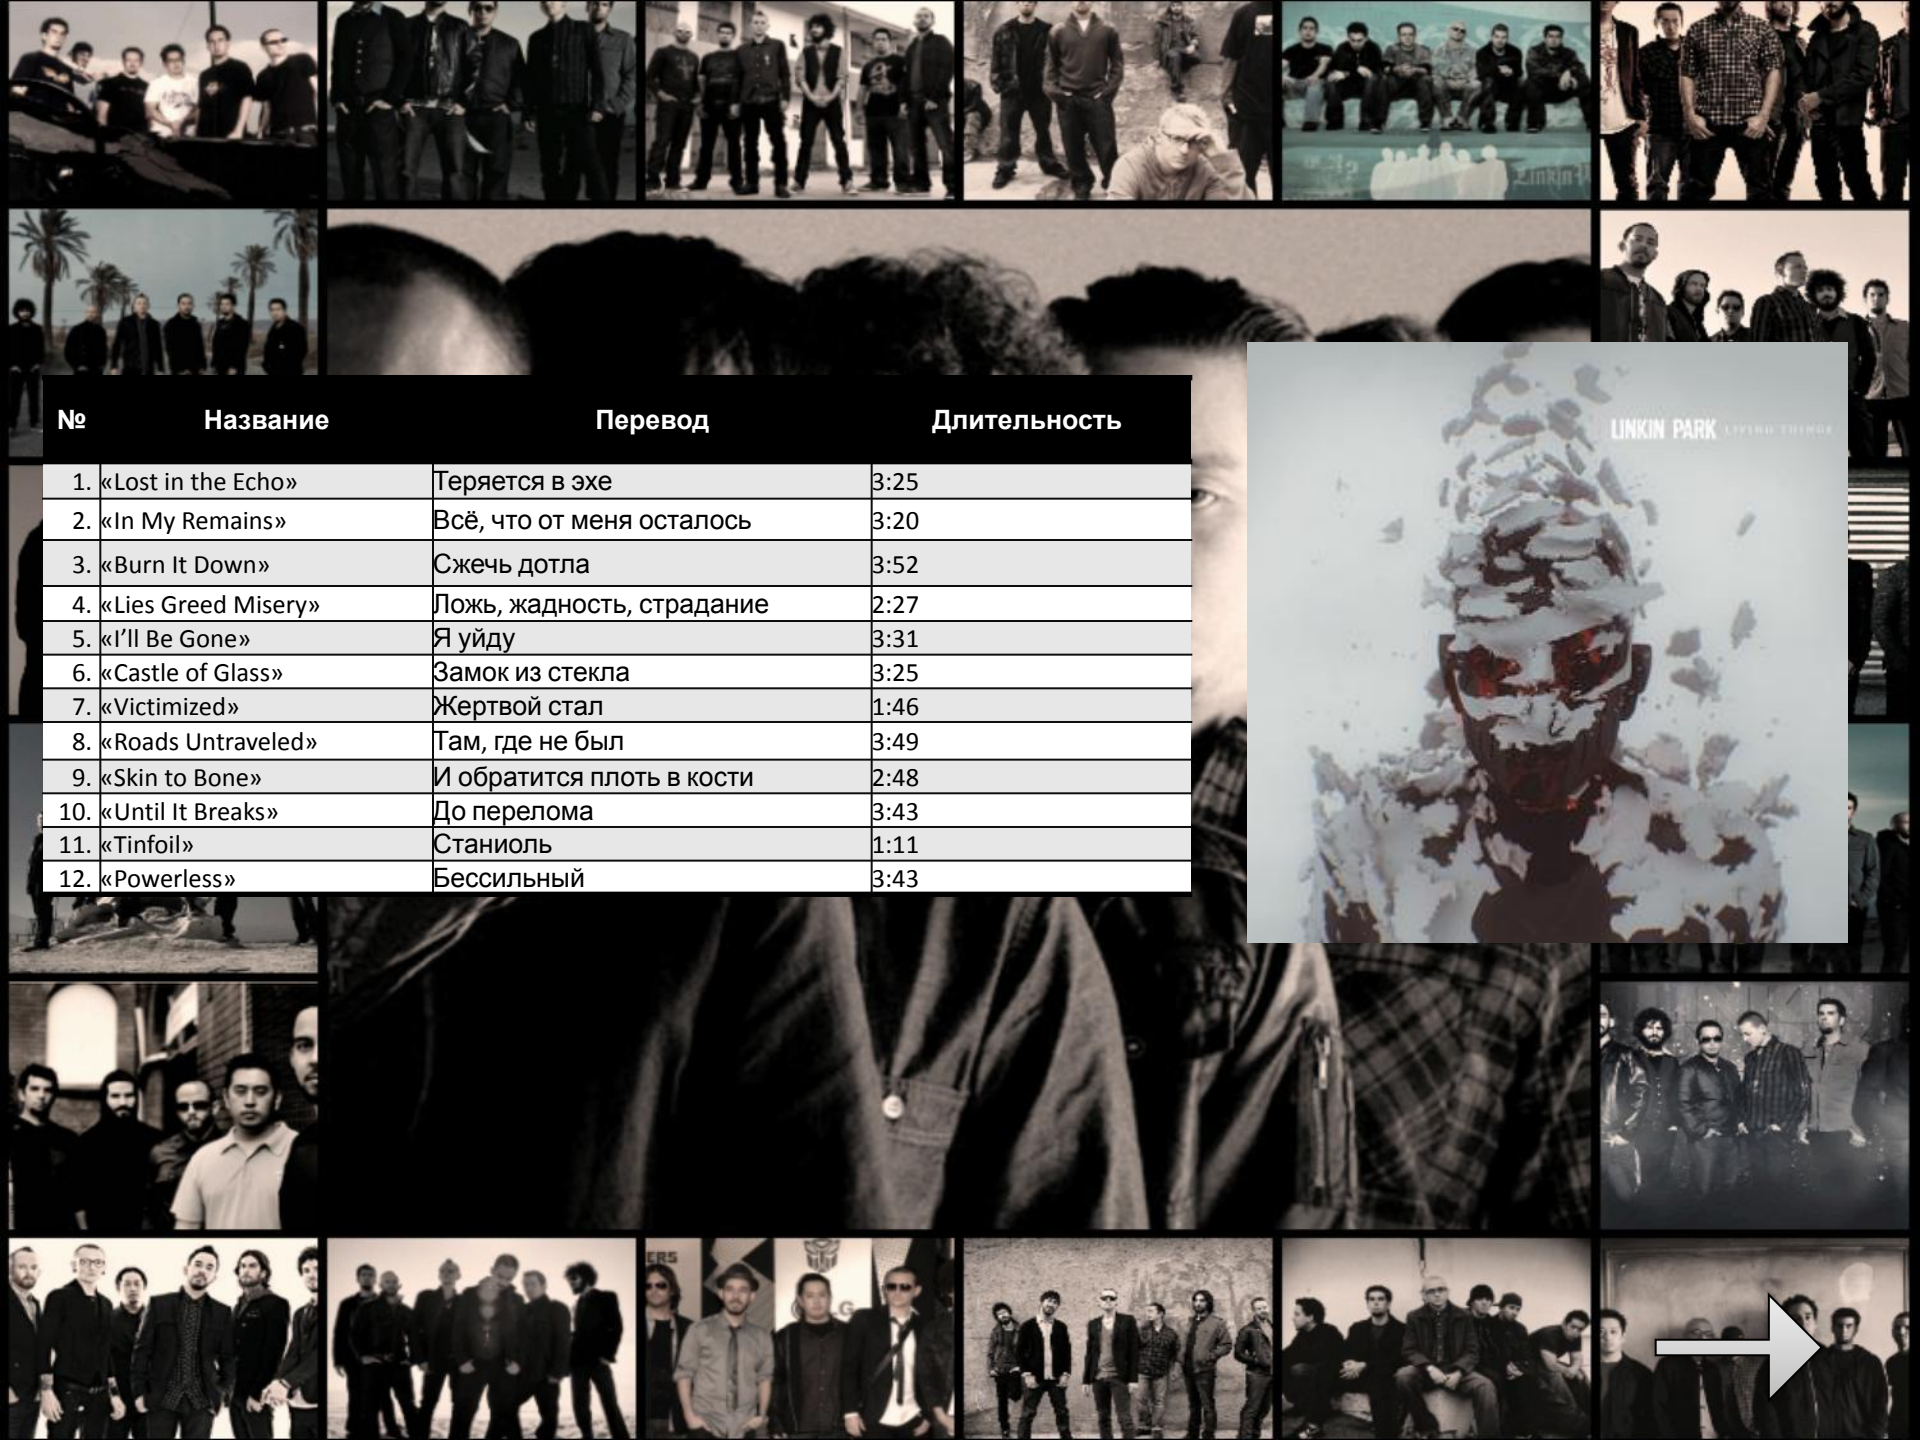 № Название Перевод Длительность
1. «Lost in the Echo» Теряется в эхе 3:25
2. «In My Remains» Всё, что от меня осталось 3:20
3. «Burn It Down» Сжечь дотла 3:52
4. «Lies Greed Misery» Ложь, жадность, страдание 2:27
5. «I’ll Be Gone» Я уйду 3:31
6. «Castle of Glass» Замок из стекла 3:25
7. «Victimized» Жертвой стал 1:46
8. «Roads Untraveled» Там, где не был 3:49
9. «Skin to Bone» И обратится плоть в кости 2:48
10. «Until It Breaks» До перелома 3:43
11. «Tinfoil» Станиоль 1:11
12. «Powerless» Бессильный 3:43
LINKIN PARK LIVING THINGS